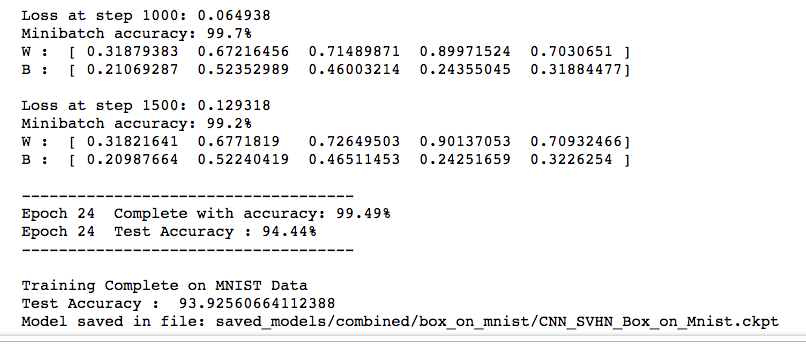 Loss at step 1000: 0.064938
Minibatch accuracy: 99.7%
W :  [ 0.31879383  0.67216456  0.71489871  0.89971524  0.7030651 ]
B :  [ 0.21069287  0.52352989  0.46003214  0.24355045  0.31884477]
Loss at step 1500: 0.129318
Minibatch accuracy: 99.2%
W :  [ 0.31821641  0.6771819   0.72649503  0.90137053  0.70932466]
B :  [ 0.20987664  0.52240419  0.46511453  0.24251659  0.3226254 ]
------------------------------------
Epoch 24  Complete with accuracy: 99.49%
Epoch 24  Test Accuracy : 94.44%
------------------------------------
Training Complete on MNIST Data
Test Accuracy :  93.92560664112388
Model saved in file: saved_models/combined/box_on_mnist/CNN_SVHN_Box_on_Mnist.ckpt